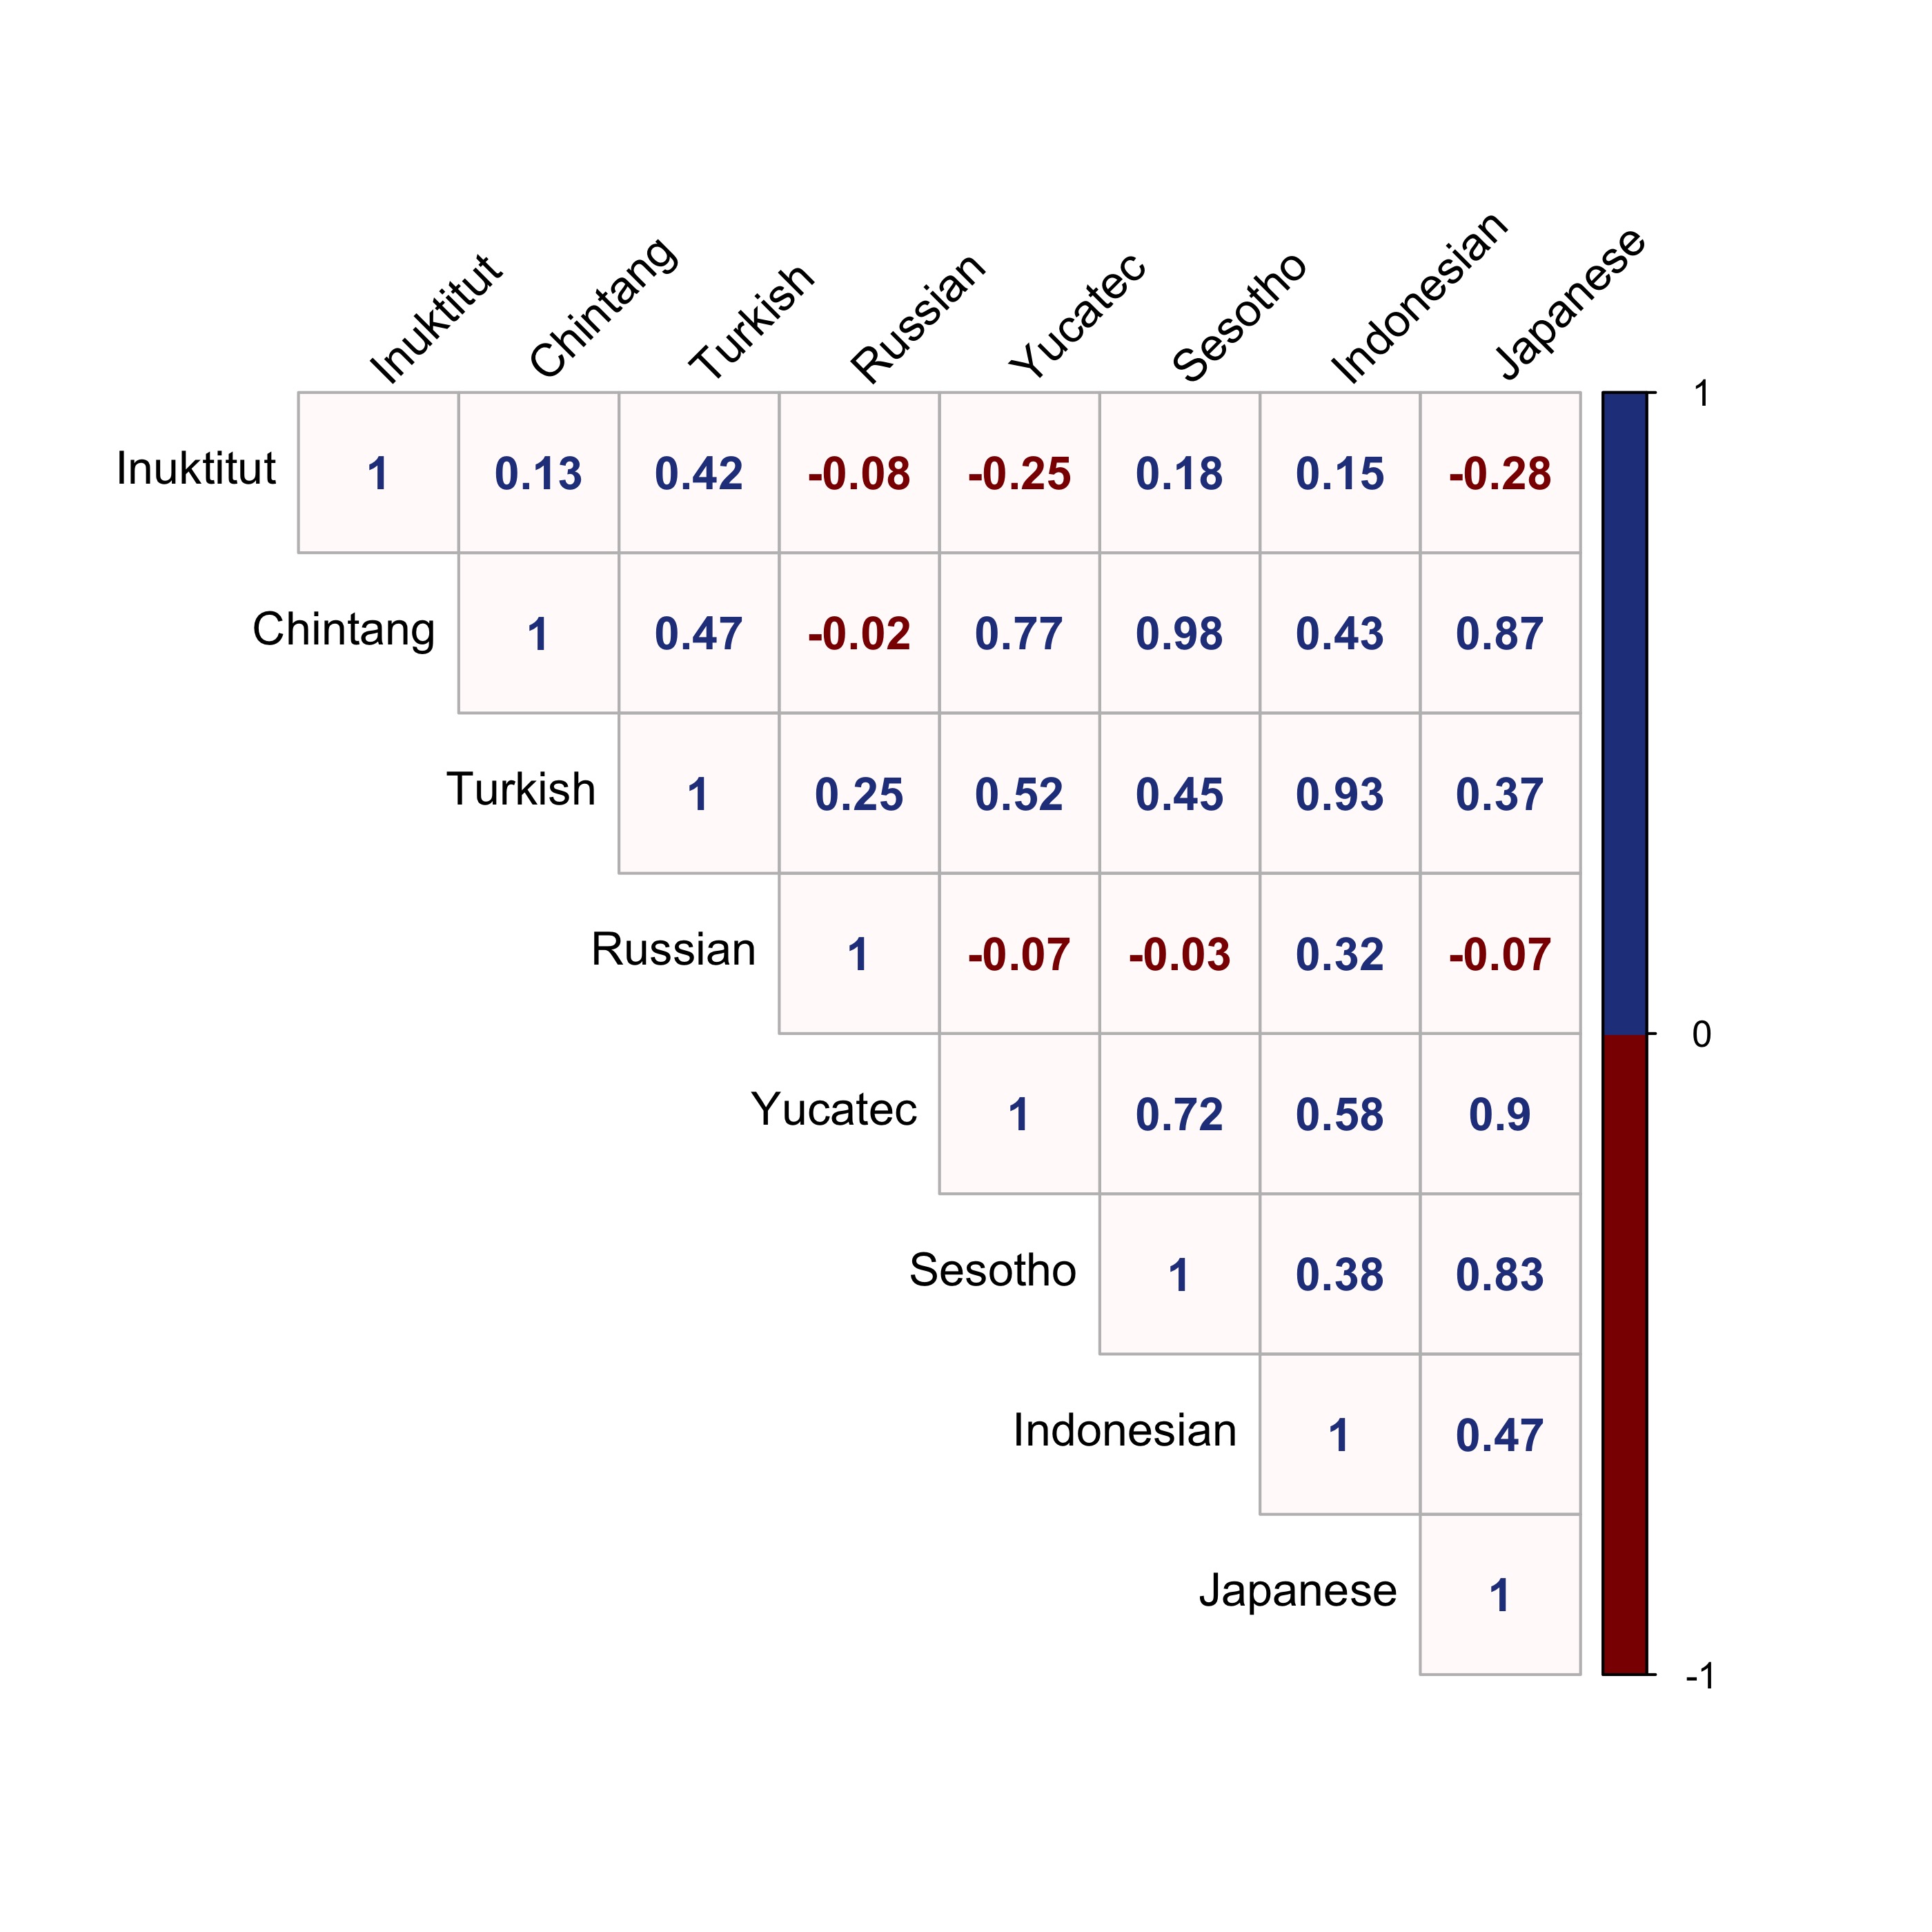 Inuktitut Chintang Turkish Russian Yucatec Sesotho Indonesian Japanese
1
Inuktitut 1 0.13 0.42 -0.08 -0.25 0.18 0.15 -0.28
Chintang 1 0.47 -0.02 0.77 0.98 0.43 0.87
Turkish 1 0.25 0.52 0.45 0.93 0.37
Russian 1 -0.07 -0.03 0.32 -0.07
0
Yucatec 1 0.72 0.58 0.9
Sesotho 1 0.38 0.83
Indonesian 1 0.47
Japanese 1
-1